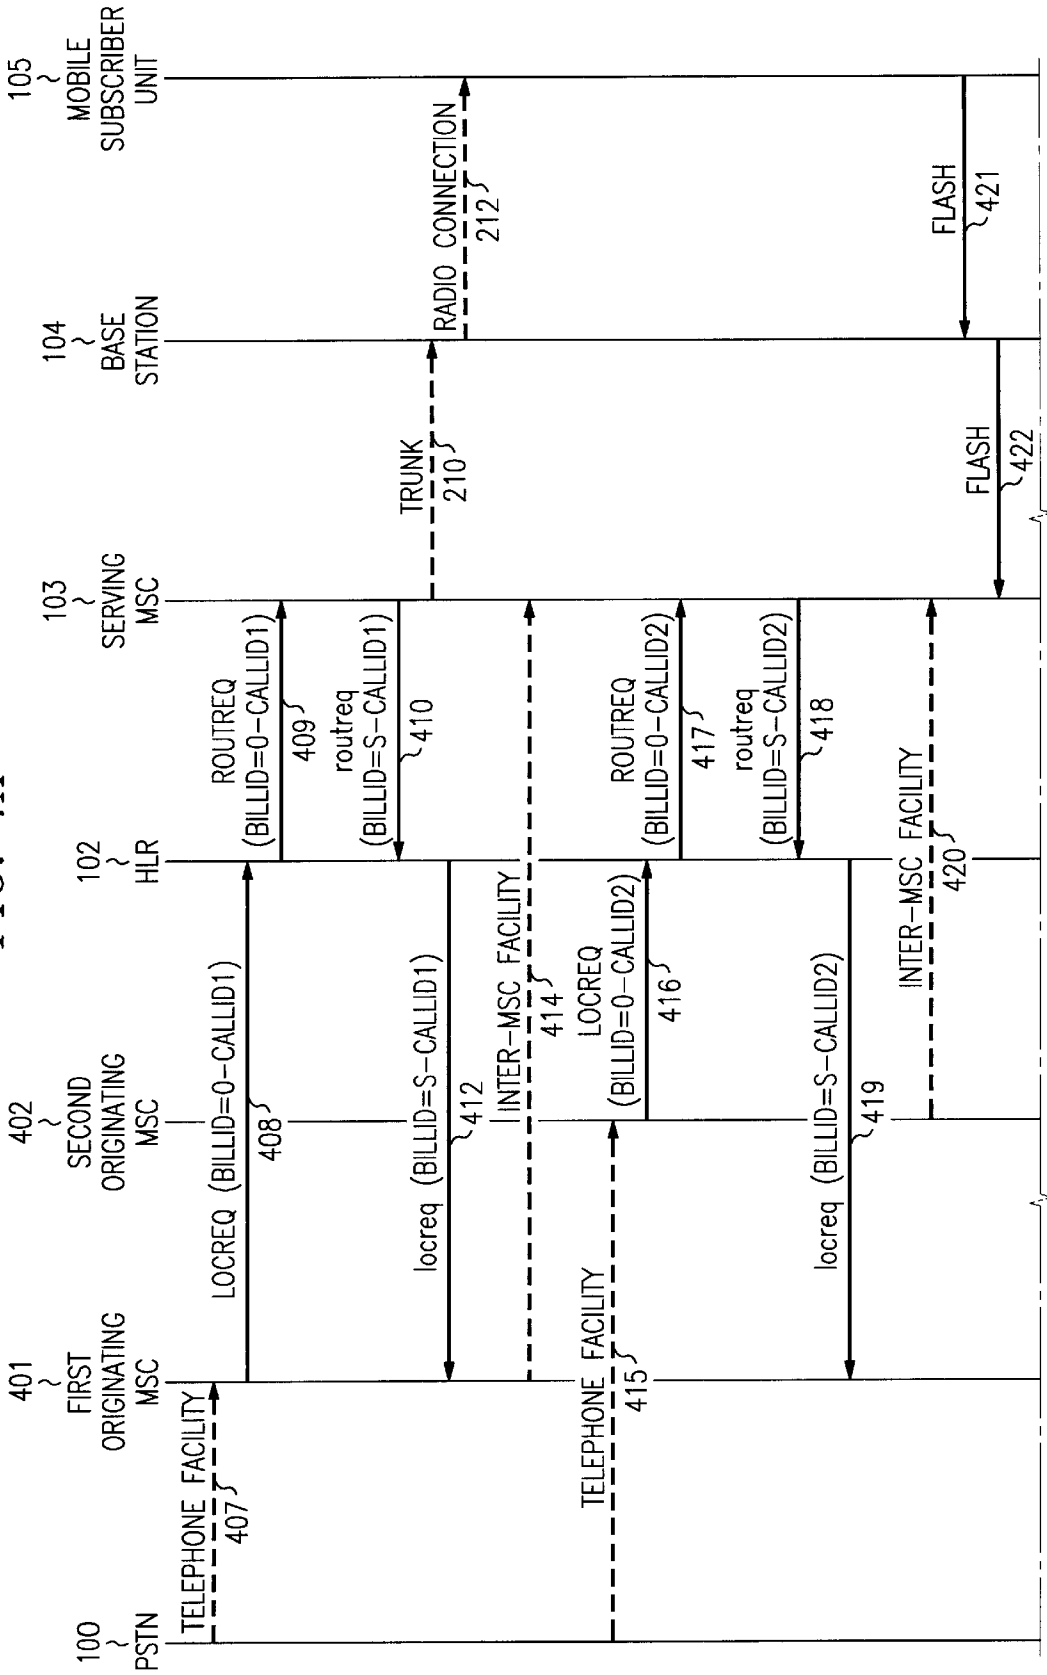 100
PSTN
401
FIRST
ORIGINATING
MSC
402
SECOND
ORIGINATING
MSC
102
HLR
103
SERVING
MSC
104
BASE
STATION
105
MOBILE
SUBSCRIBER
UNIT
TELEPHONE FACILITY
407
LOCREQ (BILLID=O-CALLID1)
408
ROUTREQ
(BILLID=O-CALLID1)
409
routreq
(BILLID=S-CALLID1)
410
TRUNK
210
RADIO CONNECTION
212
locreq (BILLID=S-CALLID1)
412
INTER-MSC FACILITY
414
TELEPHONE FACILITY
415
LOCREQ
(BILLID=O-CALLID2)
416
ROUTREQ
(BILLID=O-CALLID2)
417
routreq
(BILLID=S-CALLID2)
418
locreq (BILLID=S-CALLID2)
419
INTER-MSC FACILITY
420
FLASH
421
FLASH
422